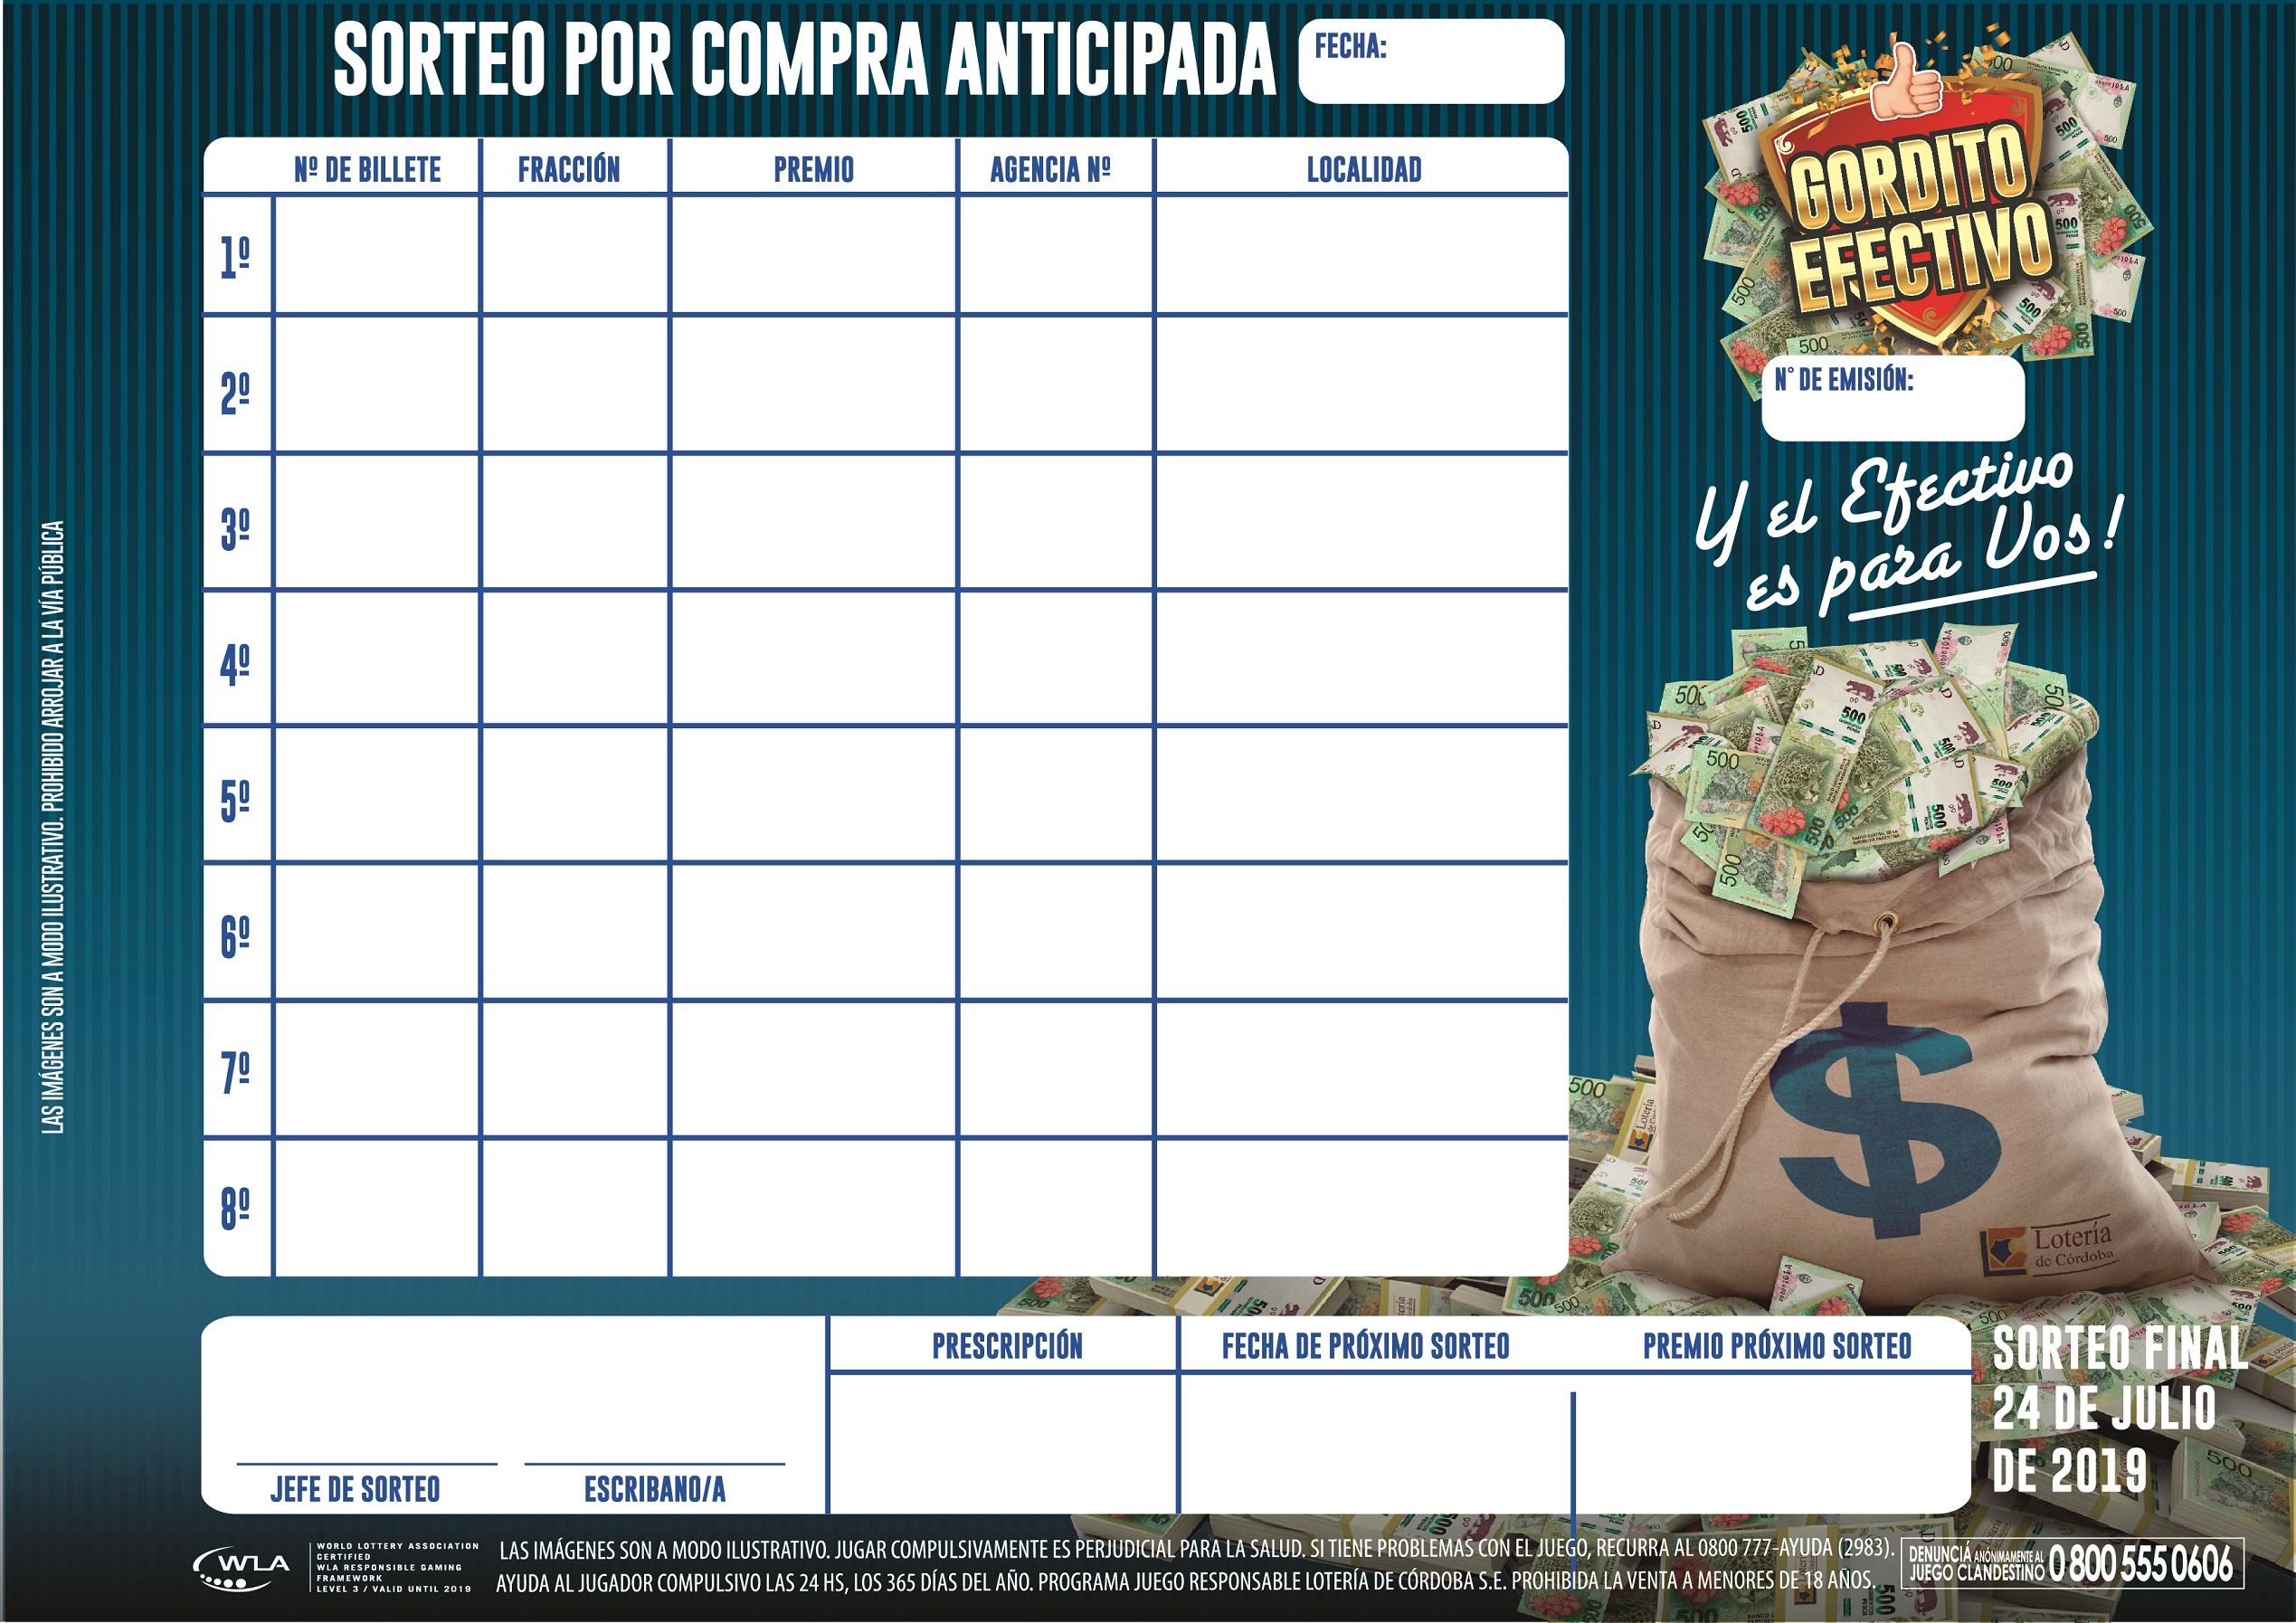 SORTEO POR COMPRA ANTICIPADA
FECHA:
Nº DE BILLETE FRACCIÓN PREMIO AGENCIA Nº LOCALIDAD
1º
2º
3º
4º
5º
6º
7º
8º
GORDITO
EFECTIVO
N° DE EMISIÓN:
Y el Efectivo
es para Vos!
500
$
Lotería
de Córdoba
LAS IMÁGENES SON A MODO ILUSTRATIVO. PROHIBIDO ARROJAR A LA VÍA PÚBLICA
JEFE DE SORTEO
ESCRIBANO/A
PRESCRIPCIÓN
FECHA DE PRÓXIMO SORTEO
PREMIO PRÓXIMO SORTEO
SORTEO FINAL
24 DE JULIO
DE 2019
WLA
WORLD LOTTERY ASSOCIATION
CERTIFIED
WLA RESPONSIBLE GAMING
FRAMEWORK
LEVEL 3 / VALID UNTIL 2019
LAS IMÁGENES SON A MODO ILUSTRATIVO. JUGAR COMPULSIVAMENTE ES PERJUDICIAL PARA LA SALUD. SI TIENE PROBLEMAS CON EL JUEGO, RECURRA AL 0800 777-AYUDA (2983).
AYUDA AL JUGADOR COMPULSIVO LAS 24 HS, LOS 365 DÍAS DEL AÑO. PROGRAMA JUEGO RESPONSABLE LOTERÍA DE CÓRDOBA S.E. PROHIBIDA LA VENTA A MENORES DE 18 AÑOS.
DENUNCIÁ ANÓNIMAMENTE AL
JUEGO CLANDESTINO 0 800 555 0606